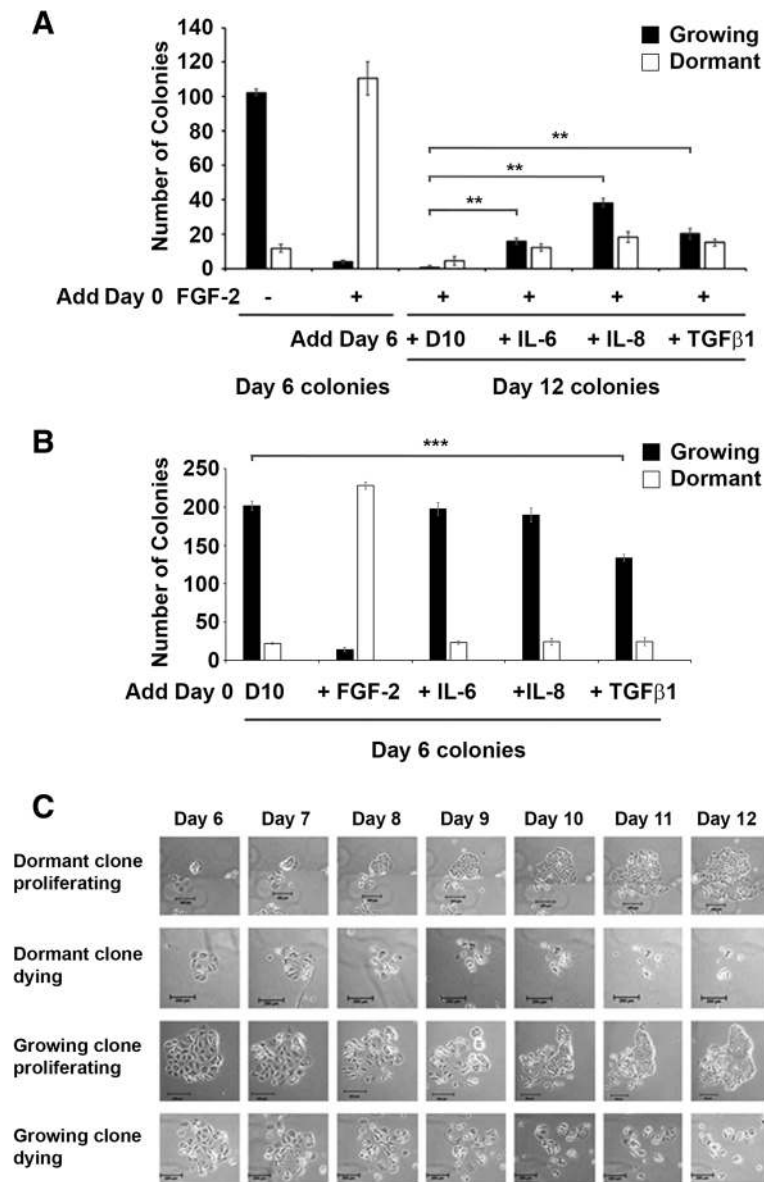 A
Growing
Dormant
Number of Colonies
140
120
100
80
60
40
20
0
**
**
**
Add Day 0 FGF-2 - + + + + +
Add Day 6 + D10 + IL-6 + IL-8 + TGFβ1
Day 6 colonies Day 12 colonies
B
Growing
Dormant
Number of Colonies
250
200
150
100
50
0
***
Add Day 0 D10 + FGF-2 + IL-6 +IL-8 + TGFβ1
Day 6 colonies
C
Day 6 Day 7 Day 8 Day 9 Day 10 Day 11 Day 12
Dormant clone
proliferating
Dormant clone
dying
Growing clone
proliferating
Growing clone
dying